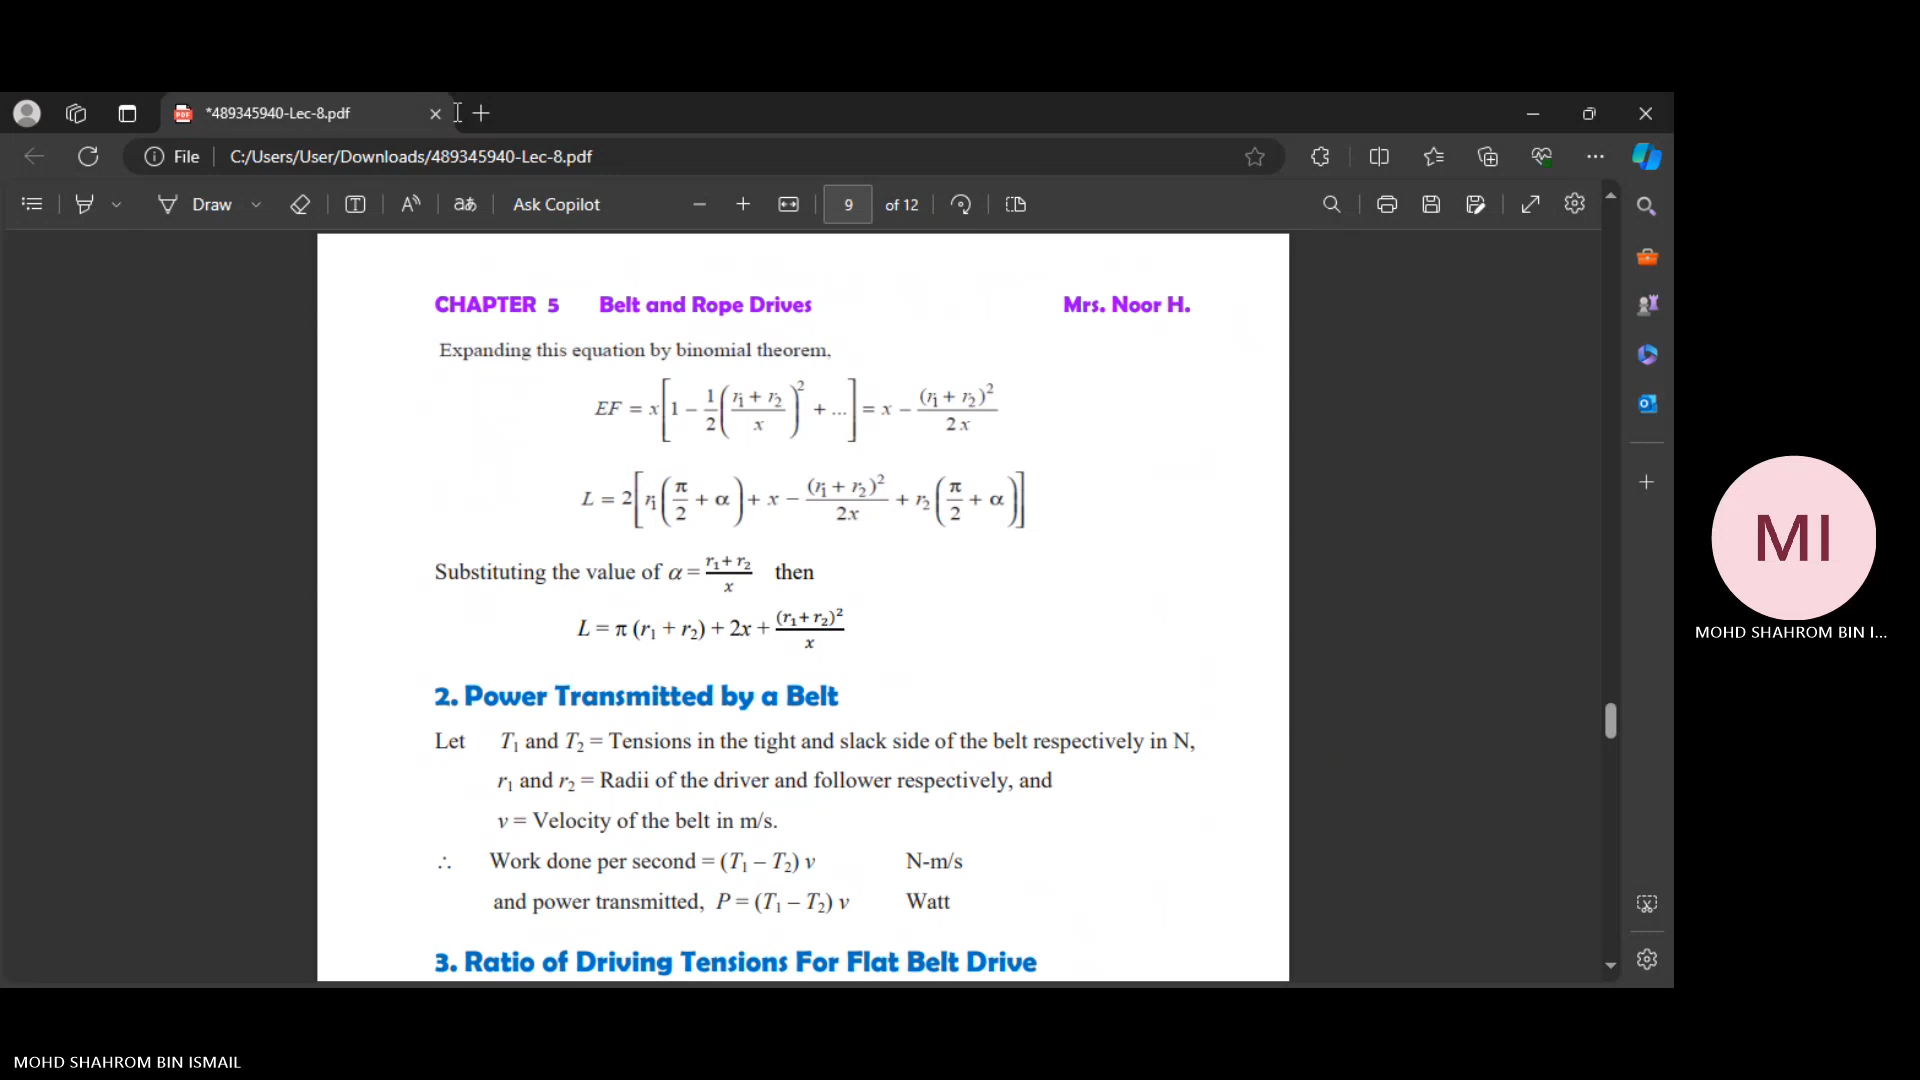 *489345940-Lec-8.pdf
File
C:/Users/User/Downloads/489345940-Lec-8.pdf
Draw
aあ
Ask Copilot
9 of 12
CHAPTER 5 Belt and Rope Drives Mrs. Noor H.
Expanding this equation by binomial theorem,
EF = x[1 − 1/2((r₁ + r₂)/x)² + ...] = x − (r₁ + r₂)²/2x
L = 2[r₁(π/2 + α) + x − (r₁ + r₂)²/2x + r₂(π/2 + α)]
Substituting the value of α = (r₁+ r₂)/x then
L = π (r₁ + r₂) + 2x + (r₁+ r₂)²/x
2. Power Transmitted by a Belt
Let T₁ and T₂ = Tensions in the tight and slack side of the belt respectively in N,
r₁ and r₂ = Radii of the driver and follower respectively, and
v = Velocity of the belt in m/s.
∴ Work done per second = (T₁ – T₂) v N-m/s
and power transmitted, P = (T₁ – T₂) v Watt
3. Ratio of Driving Tensions For Flat Belt Drive
MI
MOHD SHAHROM BIN I...
MOHD SHAHROM BIN ISMAIL